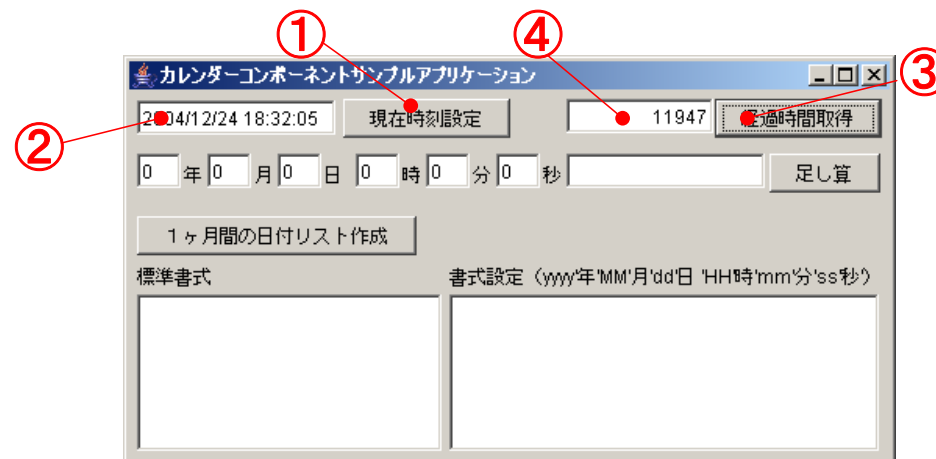 ① ④
カレンダーコンポーネントサンプルアプリケーション ③
② 2004/12/24 18:32:05 現在時刻設定 11947 経過時間取得
0 年 0 月 0 日 0 時 0 分 0 秒 足し算
1ヶ月間の日付リスト作成
標準書式 書式設定（yyyy'年'MM'月'dd'日 'HH'時'mm'分'ss'秒'）